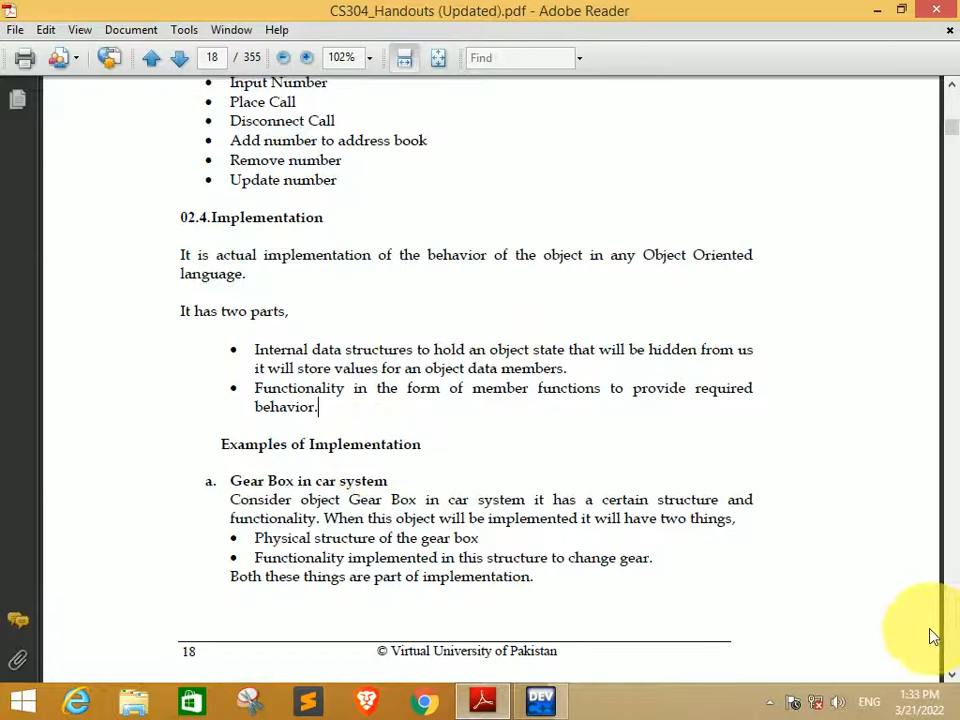 CS304_Handouts (Updated).pdf - Adobe Reader
File Edit View Document Tools Window Help
18 / 355 102% Find
• Input Number
• Place Call
• Disconnect Call
• Add number to address book
• Remove number
• Update number
02.4.Implementation
It is actual implementation of the behavior of the object in any Object Oriented
language.
It has two parts,
• Internal data structures to hold an object state that will be hidden from us
it will store values for an object data members.
• Functionality in the form of member functions to provide required
behavior.
Examples of Implementation
a. Gear Box in car system
Consider object Gear Box in car system it has a certain structure and
functionality. When this object will be implemented it will have two things,
• Physical structure of the gear box
• Functionality implemented in this structure to change gear.
Both these things are part of implementation.
18 © Virtual University of Pakistan
DEV
ENG
1:33 PM
3/21/2022